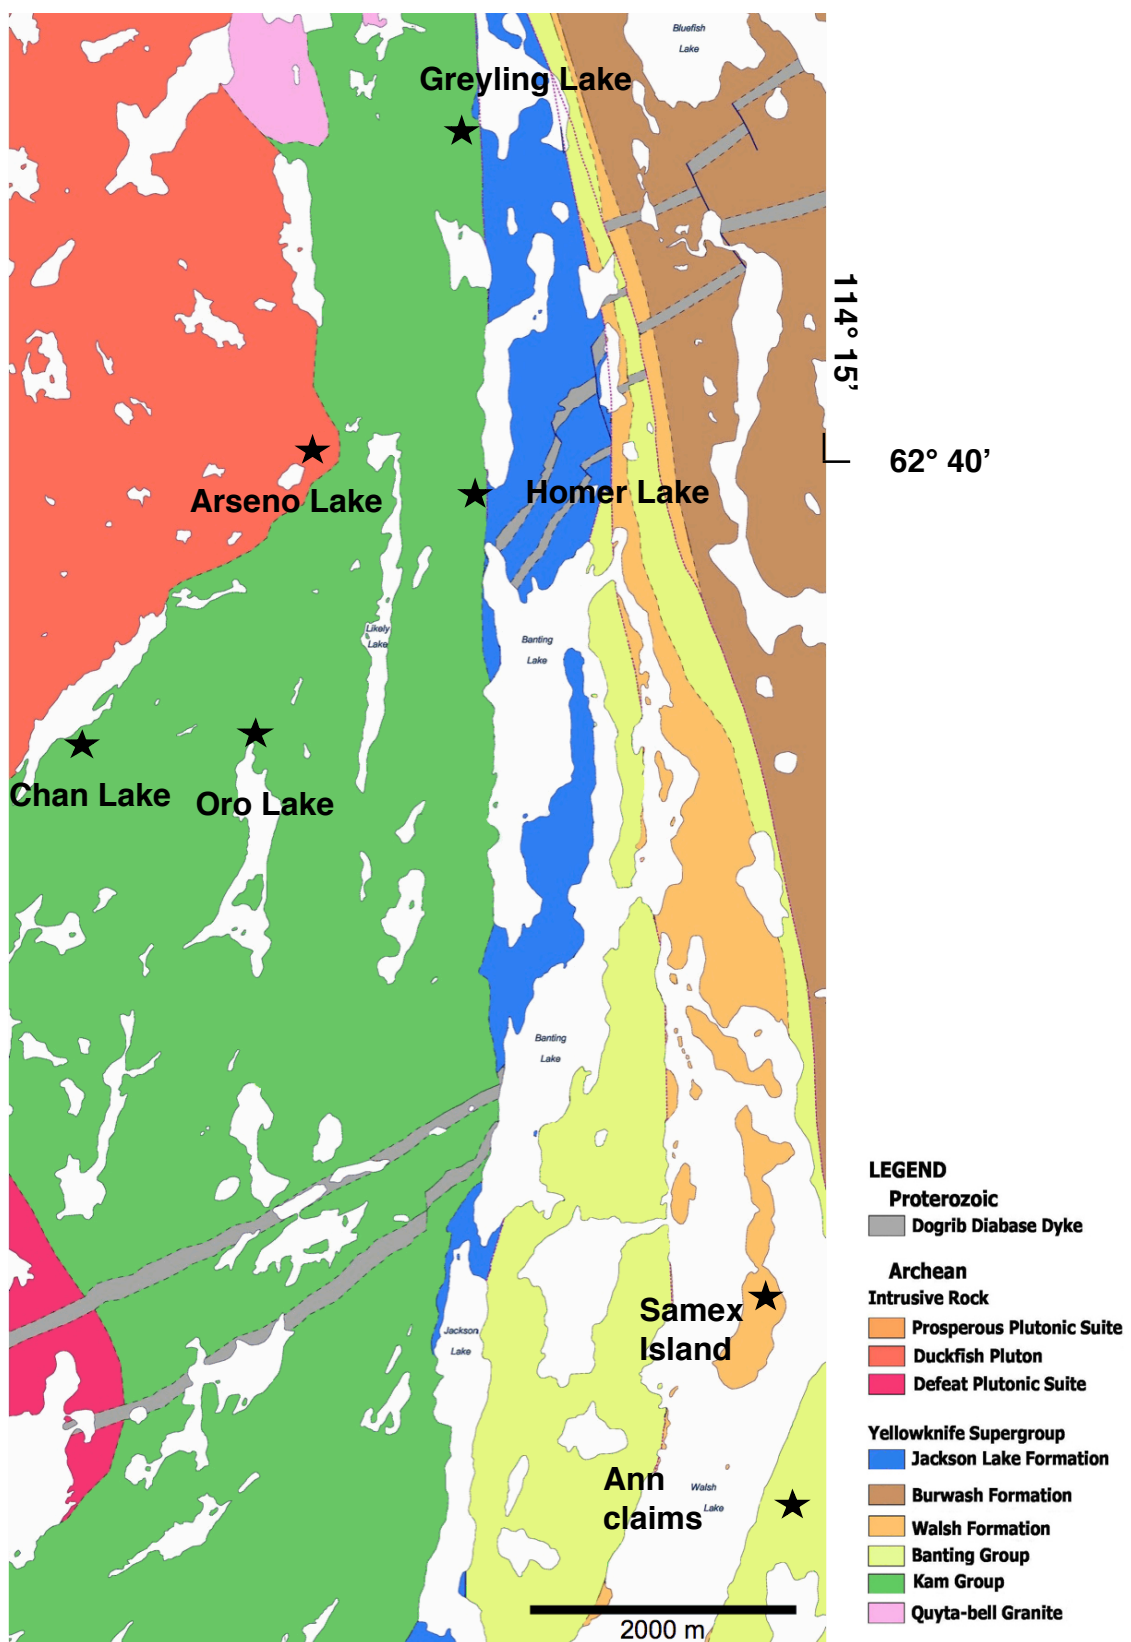 Bluefish
Lake
Greyling Lake
114° 15’
62° 40’
Arseno Lake
Homer Lake
Likely
Lake
Banting
Lake
Chan Lake
Oro Lake
Banting
Lake
Samex
Island
Jackson
Lake
Ann
claims
Walsh
Lake
2000 m
LEGEND
Proterozoic
Dogrib Diabase Dyke
Archean
Intrusive Rock
Prosperous Plutonic Suite
Duckfish Pluton
Defeat Plutonic Suite
Yellowknife Supergroup
Jackson Lake Formation
Burwash Formation
Walsh Formation
Banting Group
Kam Group
Quyta-bell Granite